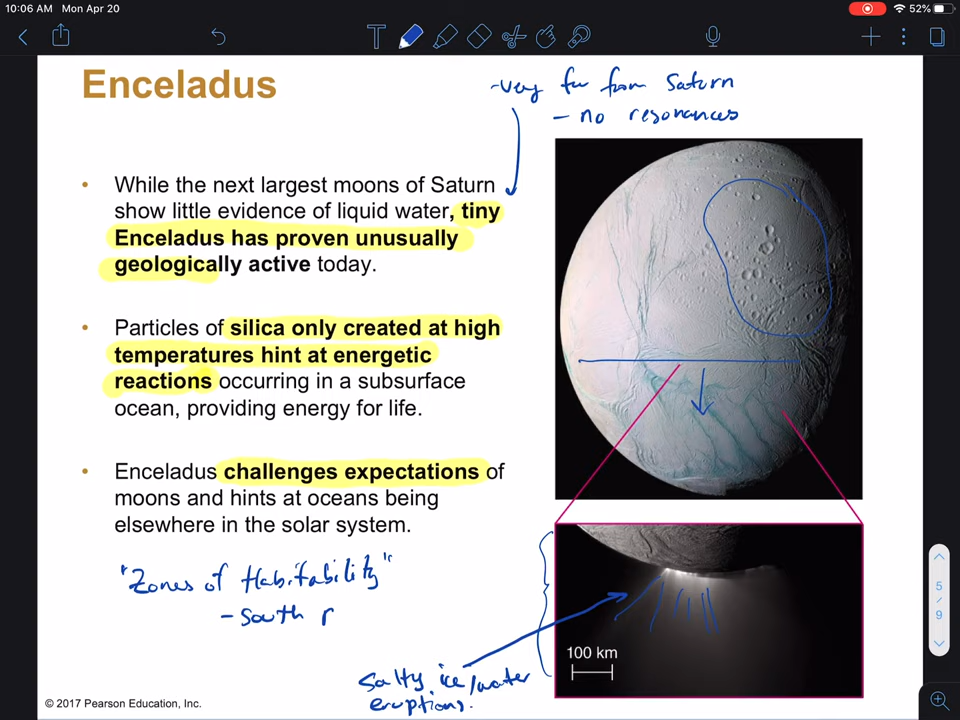 10:06 AM Mon Apr 20
52%
T
Enceladus
-very far from Saturn
- no resonances
• While the next largest moons of Saturn
show little evidence of liquid water, tiny
Enceladus has proven unusually
geologically active today.
• Particles of silica only created at high
temperatures hint at energetic
reactions occurring in a subsurface
ocean, providing energy for life.
• Enceladus challenges expectations of
moons and hints at oceans being
elsewhere in the solar system.
"Zones of Habitability"
- South r
Salty ice/water
eruptions.
100 km
5
/
9
© 2017 Pearson Education, Inc.